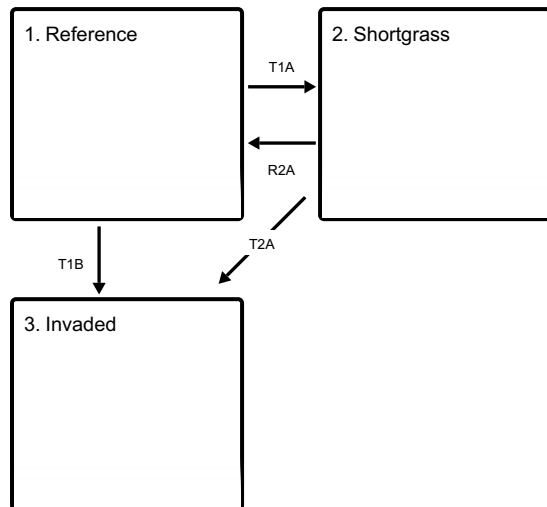 1. Reference
2. Shortgrass
T1A
R2A
T2A
T1B
3. Invaded